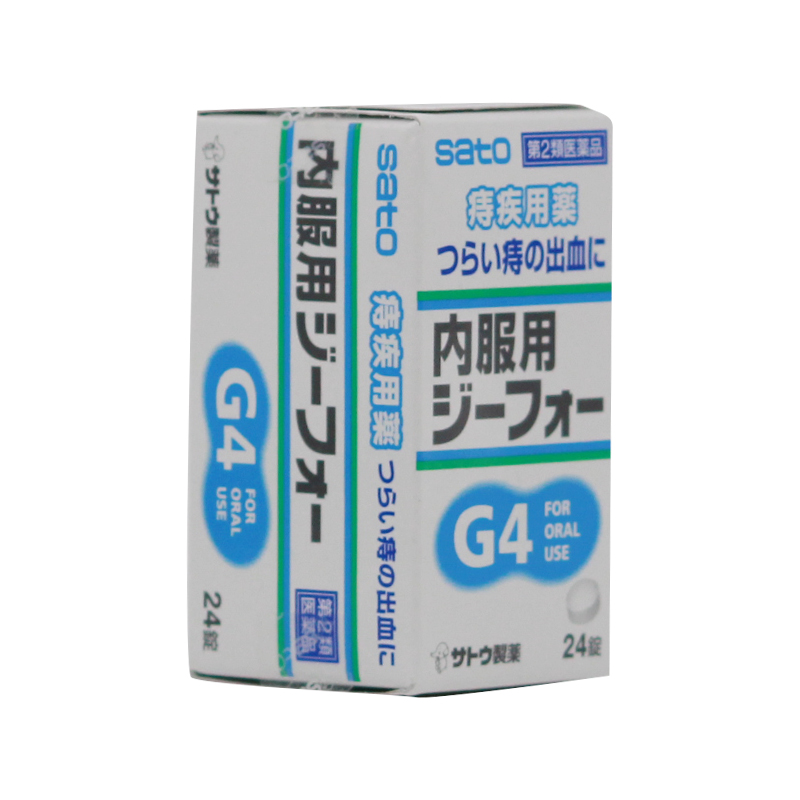 sato
第2類医薬品
痔疾用薬
つらい痔の出血に
内服用
ジーフォー
G4
FOR
ORAL
USE
サトウ製薬
24錠
sato
痔疾用薬
つらい痔の出血に
内服用ジーフォー
第2類
医薬品
サトウ製薬
G4
FOR
ORAL
USE
24錠